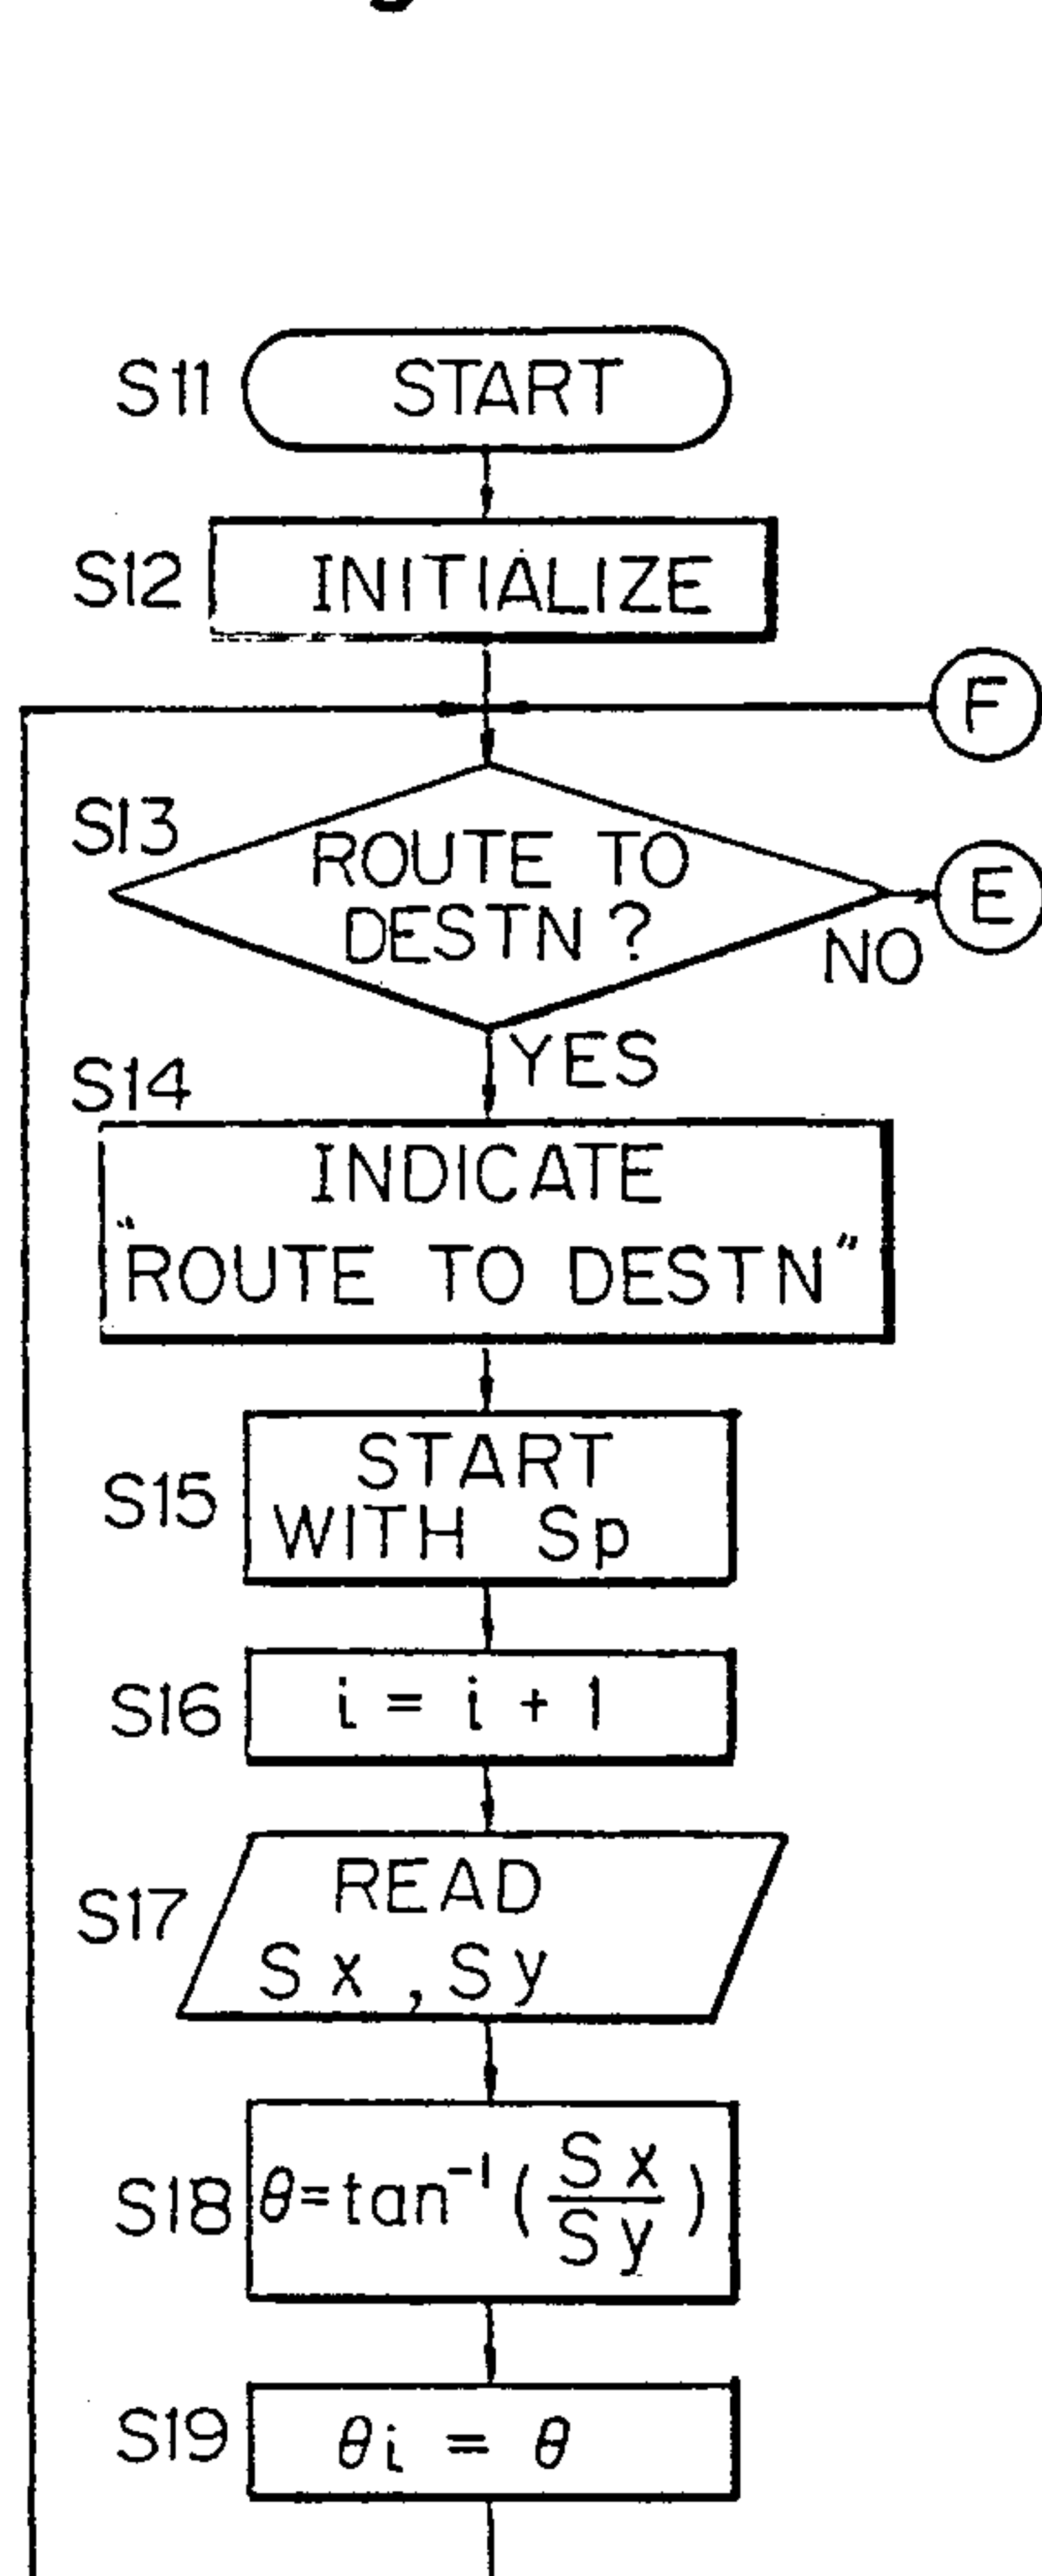 S11 START
S12 INITIALIZE
F
S13 ROUTE TO
DESTN ?
E
NO
YES
S14
INDICATE
"ROUTE TO DESTN"
START
S15 WITH Sp
S16 i = i + 1
READ
S17 Sx , Sy
S18 θ=tan⁻¹(Sx/Sy)
S19 θi = θ